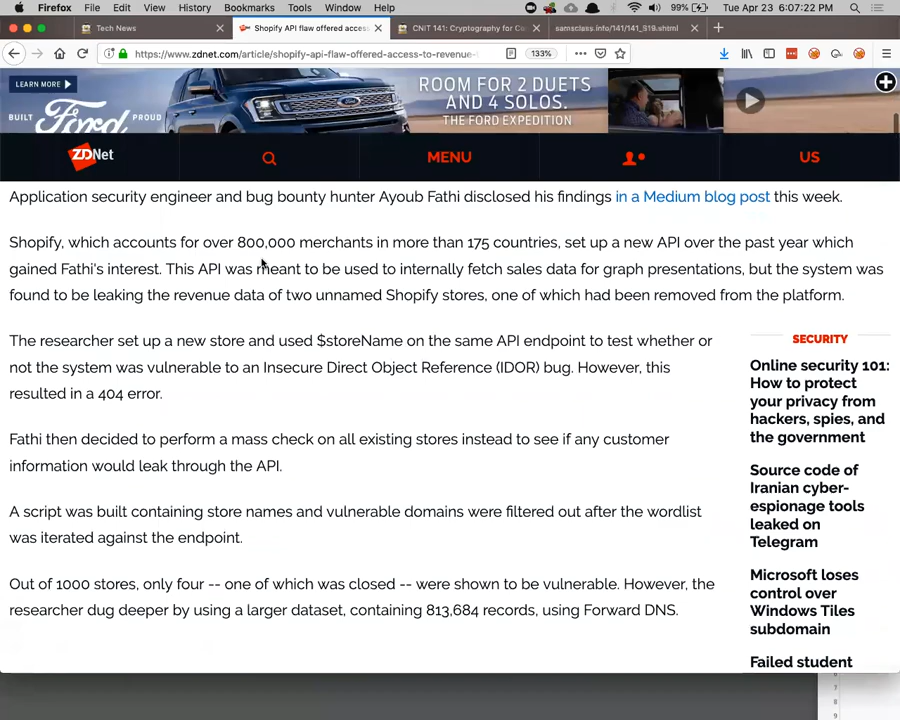 Firefox File Edit View History Bookmarks Tools Window Help 99% Tue Apr 23 6:07:22 PM
Tech News × Shopify API flaw offered acces × CNIT 141: Cryptography for Co × samsclass.info/141/141_S19.shtml × +
https://www.zdnet.com/article/shopify-api-flaw-offered-access-to-revenue- 133%
LEARN MORE
BUILT Ford PROUD
ROOM FOR 2 DUETS
AND 4 SOLOS.
THE FORD EXPEDITION
ZDNet MENU US
Application security engineer and bug bounty hunter Ayoub Fathi disclosed his findings in a Medium blog post this week.
Shopify, which accounts for over 800,000 merchants in more than 175 countries, set up a new API over the past year which
gained Fathi's interest. This API was meant to be used to internally fetch sales data for graph presentations, but the system was
found to be leaking the revenue data of two unnamed Shopify stores, one of which had been removed from the platform.
The researcher set up a new store and used $storeName on the same API endpoint to test whether or
not the system was vulnerable to an Insecure Direct Object Reference (IDOR) bug. However, this
resulted in a 404 error.
Fathi then decided to perform a mass check on all existing stores instead to see if any customer
information would leak through the API.
A script was built containing store names and vulnerable domains were filtered out after the wordlist
was iterated against the endpoint.
Out of 1000 stores, only four -- one of which was closed -- were shown to be vulnerable. However, the
researcher dug deeper by using a larger dataset, containing 813,684 records, using Forward DNS.
SECURITY
Online security 101:
How to protect
your privacy from
hackers, spies, and
the government
Source code of
Iranian cyber-
espionage tools
leaked on
Telegram
Microsoft loses
control over
Windows Tiles
subdomain
Failed student
7
8
9